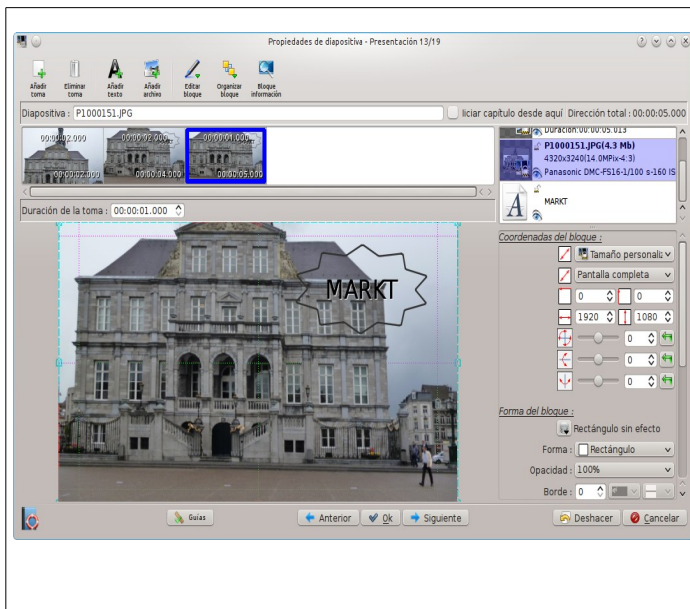 Propiedades de diapositiva - Presentación 13/19
Añadir toma
Eliminar toma
Añadir texto
Añadir archivo
Editar bloque
Organizar bloque
Bloque información
Diapositiva : P1000151.JPG
Iiciar capítulo desde aquí Dirección total : 00:00:05.000
00:00:02.000 00:00:02.000 00:00:01.000
00:00:02.000 00:00:04.000 00:00:05.000
Duración:00:00:05.013
P1000151.JPG(4.3 Mb)
4320x3240(14.0MPix-4:3)
Panasonic DMC-FS16-1/100 s-160 IS
A MARKT
Duración de la toma : 00:00:01.000
MARKT
Coordenadas del bloque :
Tamaño personaliz
Pantalla completa
0 0
1920 1080
0
0
0
Forma del bloque :
Rectángulo sin efecto
Forma : Rectángulo
Opacidad : 100%
Borde : 0
Guías
Anterior Ok Siguiente
Deshacer Cancelar